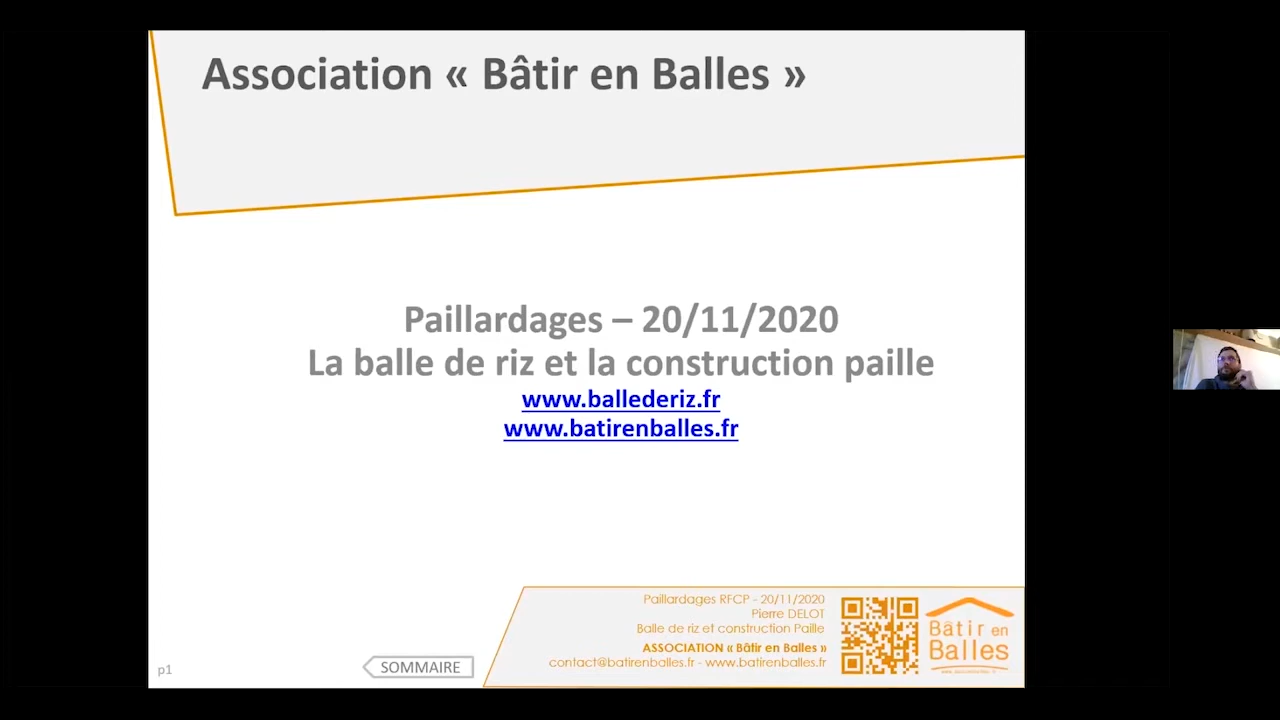 Association « Bâtir en Balles »
Paillardages – 20/11/2020
La balle de riz et la construction paille
www.ballederiz.fr
www.batirenballes.fr
Paillardages RFCP - 20/11/2020
Pierre DELOT
Balle de riz et construction Paille
ASSOCIATION « Bâtir en Balles »
contact@batirenballes.fr - www.batirenballes.fr
Bâtir en
Balles
p1
SOMMAIRE